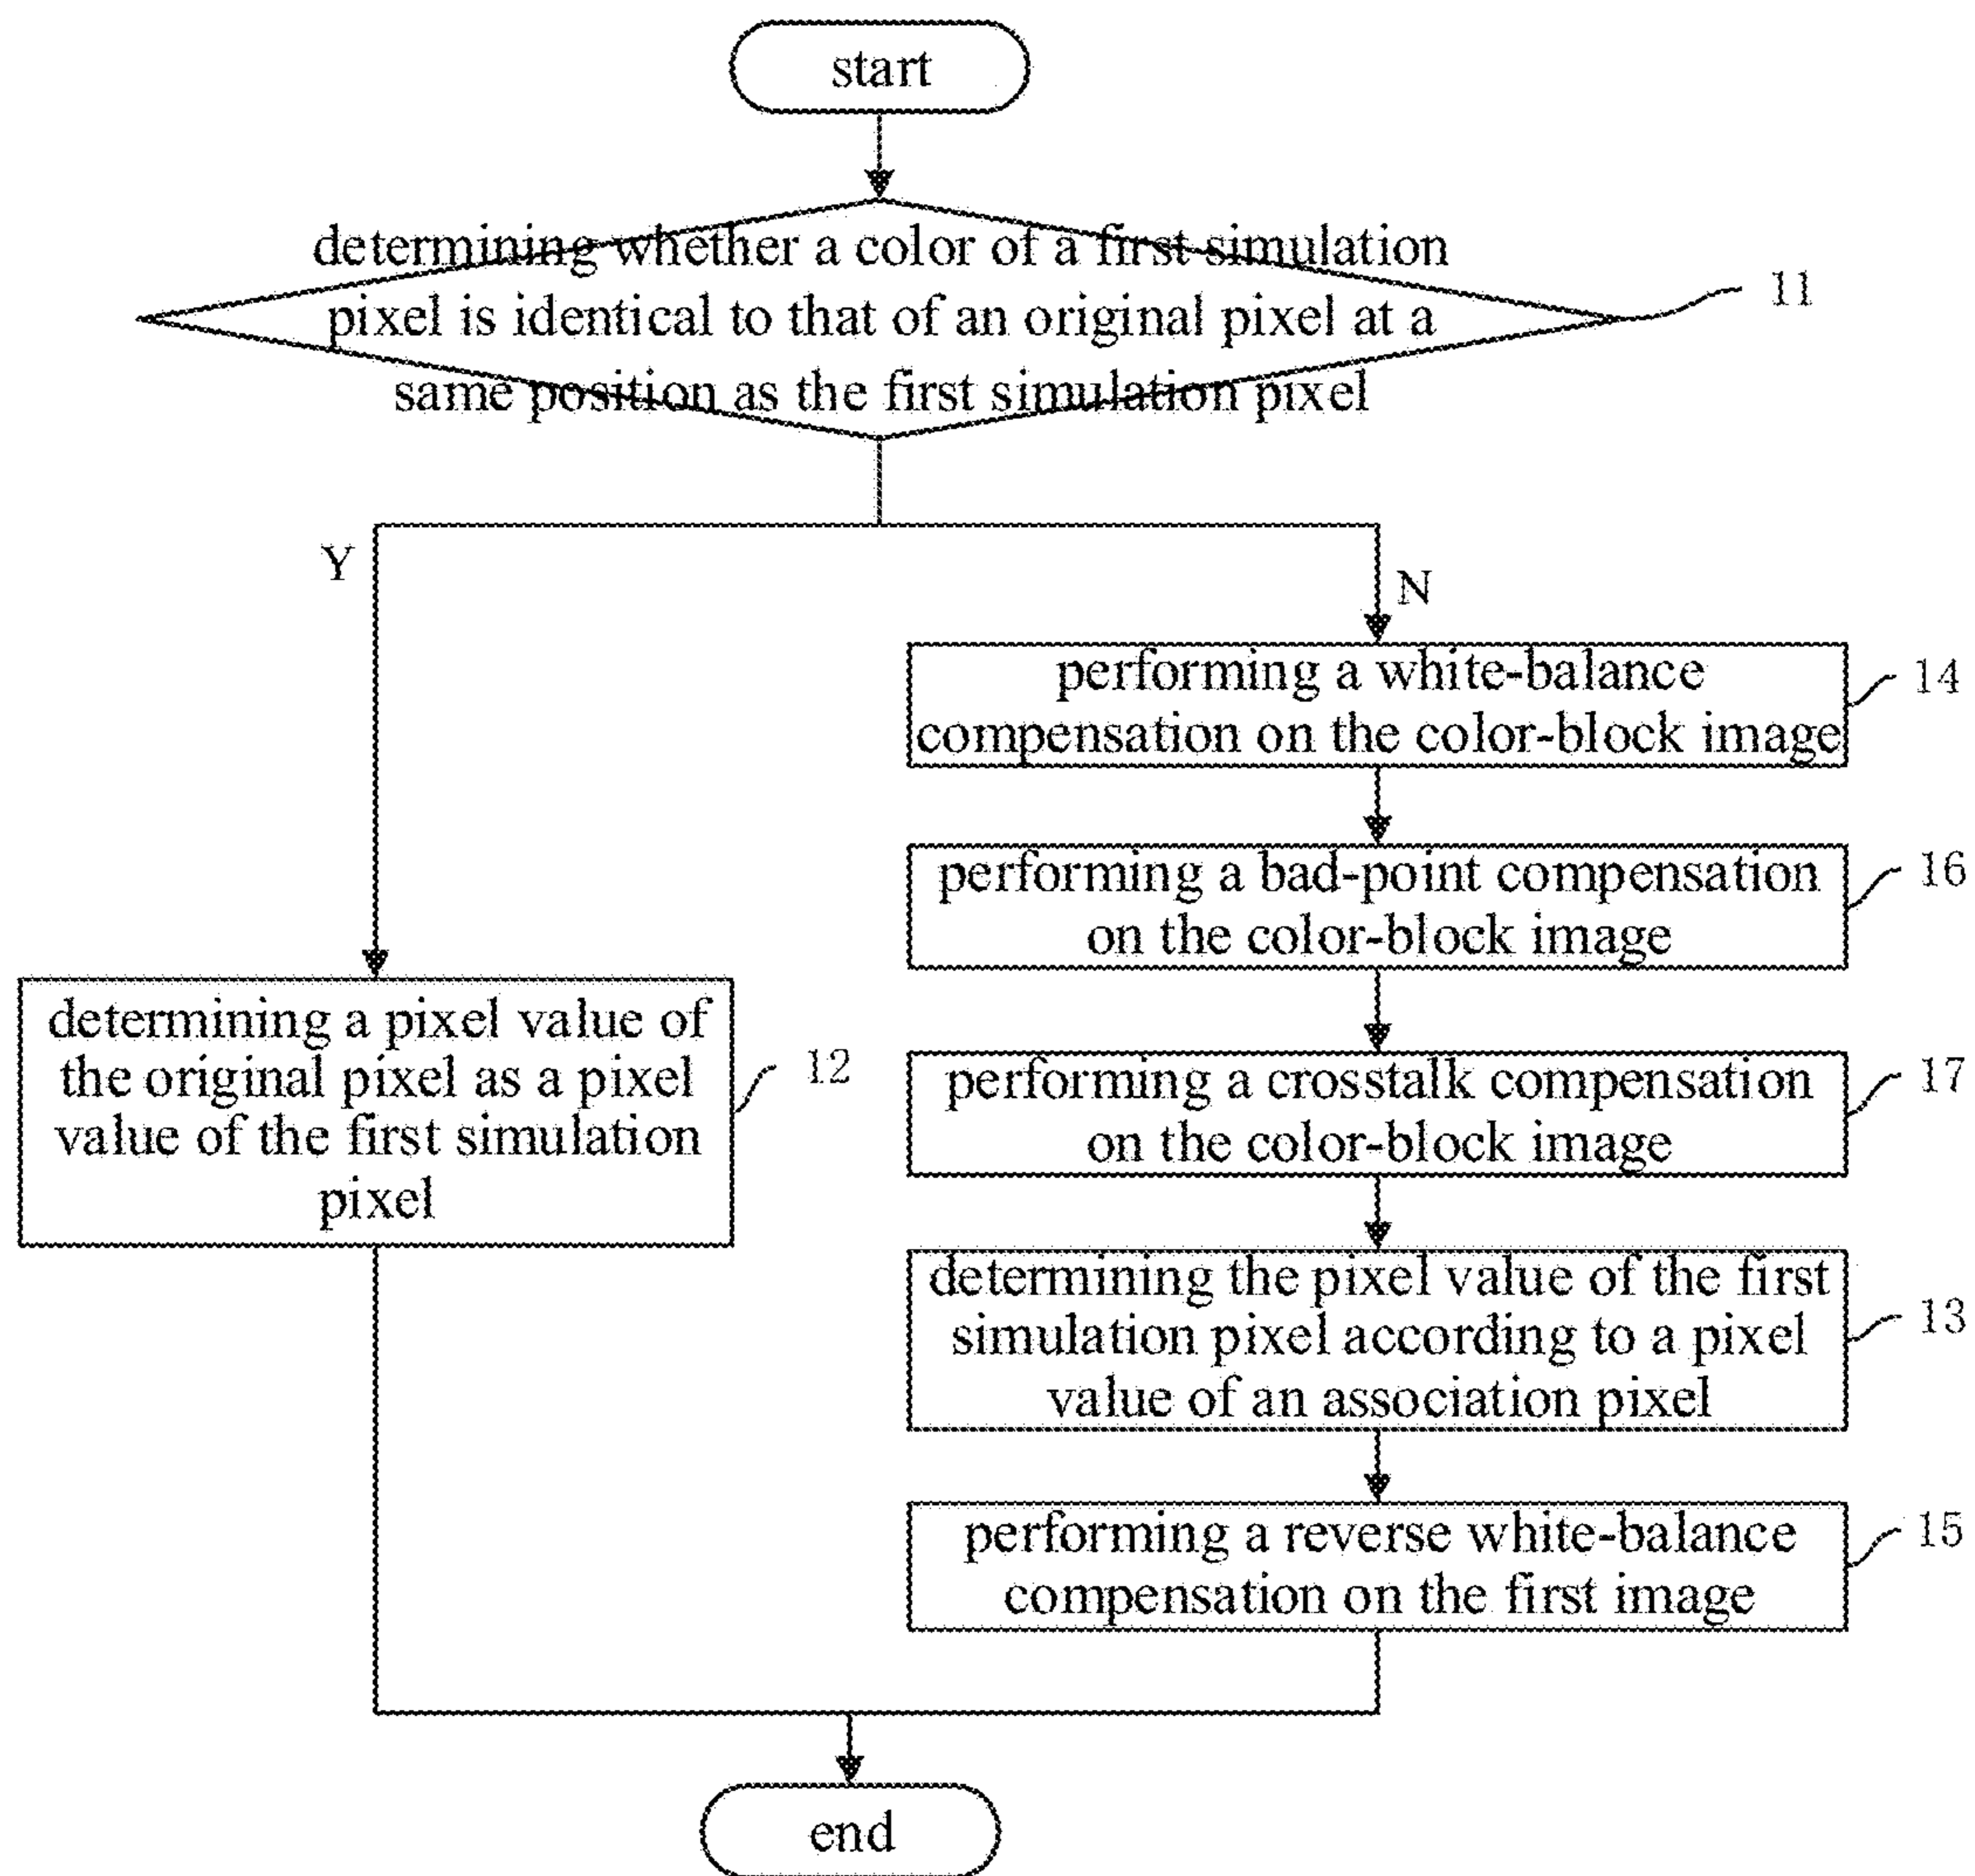 start
determining whether a color of a first simulation
pixel is identical to that of an original pixel at a
same position as the first simulation pixel
11
Y
N
performing a white-balance
compensation on the color-block image
14
performing a bad-point compensation
on the color-block image
16
determining a pixel value of
the original pixel as a pixel
value of the first simulation
pixel
12
performing a crosstalk compensation
on the color-block image
17
determining the pixel value of the first
simulation pixel according to a pixel
value of an association pixel
13
performing a reverse white-balance
compensation on the first image
15
end